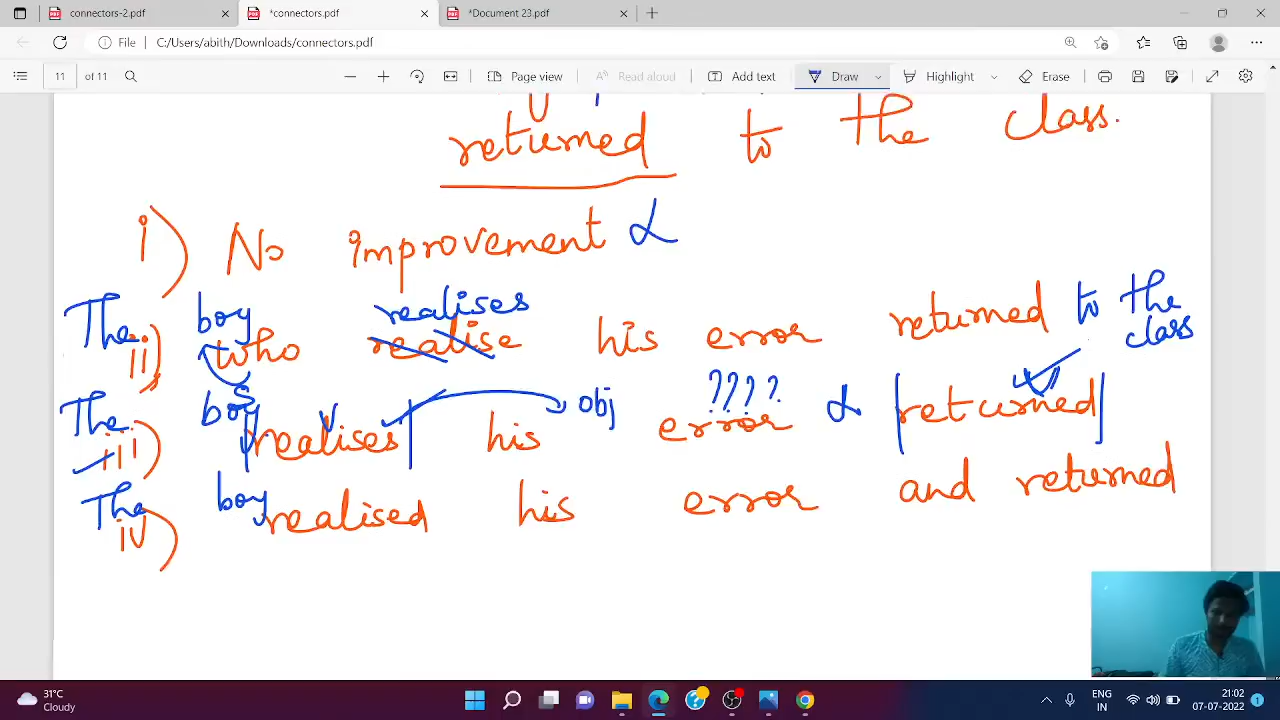 connectors-2.pdf *connectors.pdf *Document 23.pdf
File C:/Users/abith/Downloads/connectors.pdf
11 of 11 Page view Read aloud Add text Draw Highlight Erase
returned to the class.
i) No improvement
The boy realises
ii) who realise his error returned to the class
The boy obj ????
iii) realises his error returned
The boy
iv) realised his error and returned
31°C Cloudy ENG IN 21:02 07-07-2022